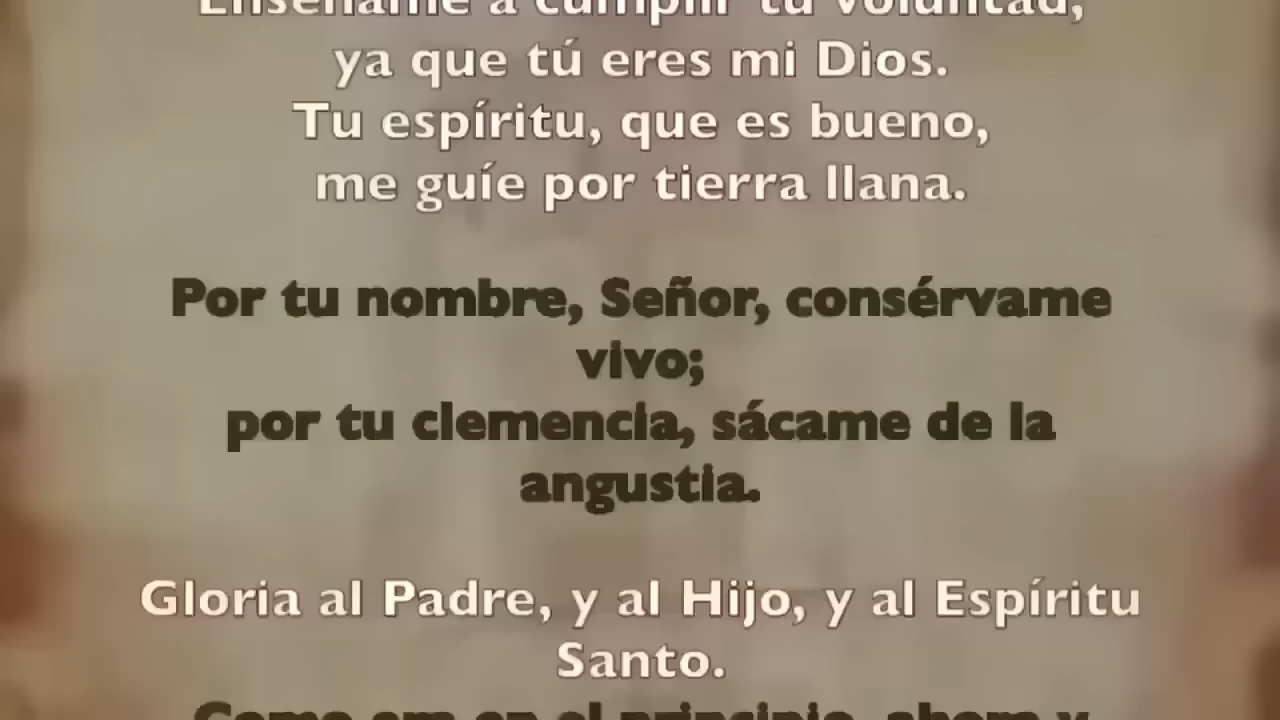 Enséñame a cumplir tu voluntad,
ya que tú eres mi Dios.
Tu espíritu, que es bueno,
me guíe por tierra llana.
Por tu nombre, Señor, consérvame
vivo;
por tu clemencia, sácame de la
angustia.
Gloria al Padre, y al Hijo, y al Espíritu
Santo.
Como era en el principio, ahora y